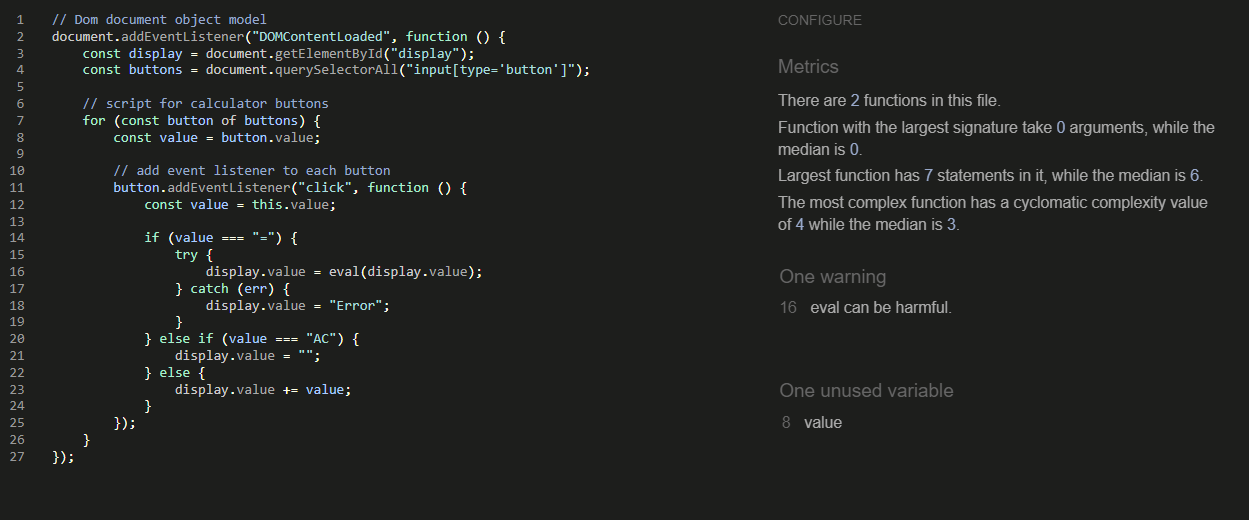 1 // Dom document object model
2 document.addEventListener("DOMContentLoaded", function () {
3     const display = document.getElementById("display");
4     const buttons = document.querySelectorAll("input[type='button']");
5
6     // script for calculator buttons
7     for (const button of buttons) {
8         const value = button.value;
9
10         // add event listener to each button
11         button.addEventListener("click", function () {
12             const value = this.value;
13
14             if (value === "=") {
15                 try {
16                     display.value = eval(display.value);
17                 } catch (err) {
18                     display.value = "Error";
19                 }
20             } else if (value === "AC") {
21                 display.value = "";
22             } else {
23                 display.value += value;
24             }
25         });
26     }
27 });
CONFIGURE
Metrics
There are 2 functions in this file.
Function with the largest signature take 0 arguments, while the
median is 0.
Largest function has 7 statements in it, while the median is 6.
The most complex function has a cyclomatic complexity value
of 4 while the median is 3.
One warning
16 eval can be harmful.
One unused variable
8 value